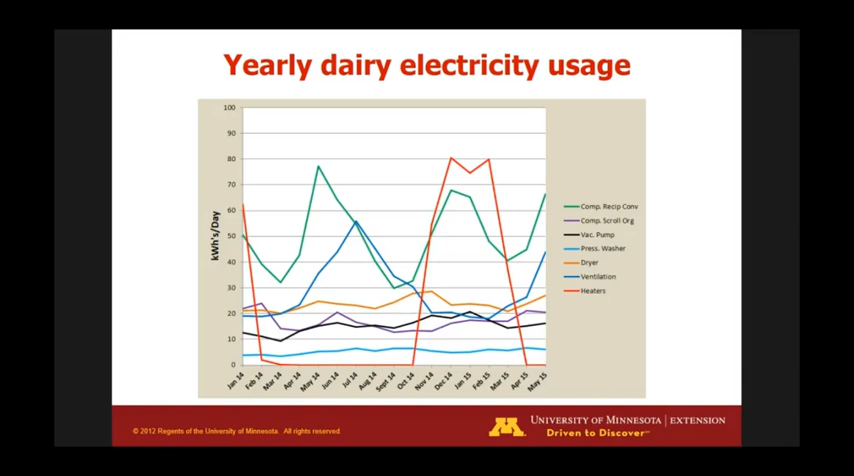 Yearly dairy electricity usage
100
90
80
70
60
50
40
30
20
10
0
kWh's/Day
Jan 14
Feb 14
Mar 14
Apr 14
May 14
Jun 14
Jul 14
Aug 14
Sept 14
Oct 14
Nov 14
Dec 14
Jan 15
Feb 15
Mar 15
Apr 15
May 15
Comp. Recip Conv
Comp. Scroll Org
Vac. Pump
Press. Washer
Dryer
Ventilation
Heaters
© 2012 Regents of the University of Minnesota All rights reserved.
M
UNIVERSITY OF MINNESOTA | EXTENSION
Driven to Discover℠